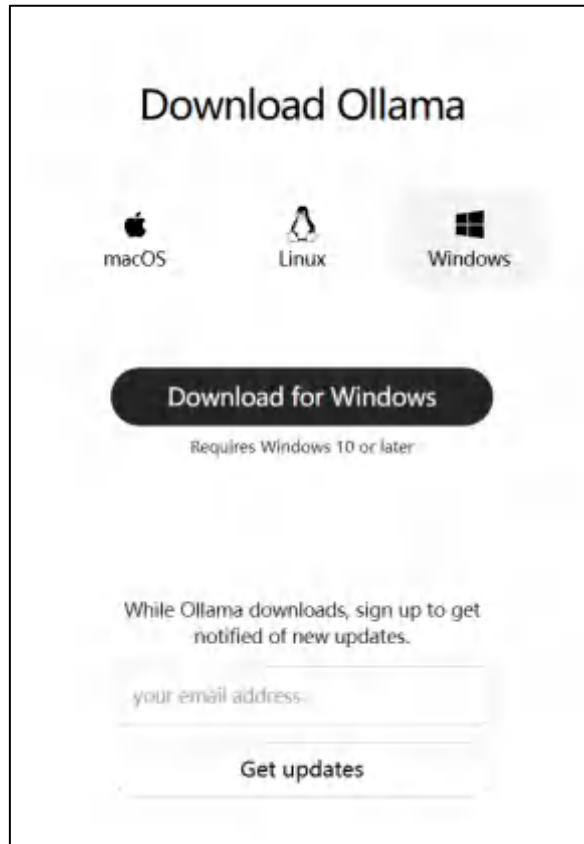 Download Ollama
macOS
Linux
Windows
Download for Windows
Requires Windows 10 or later
While Ollama downloads, sign up to get
notified of new updates.
your email address
Get updates